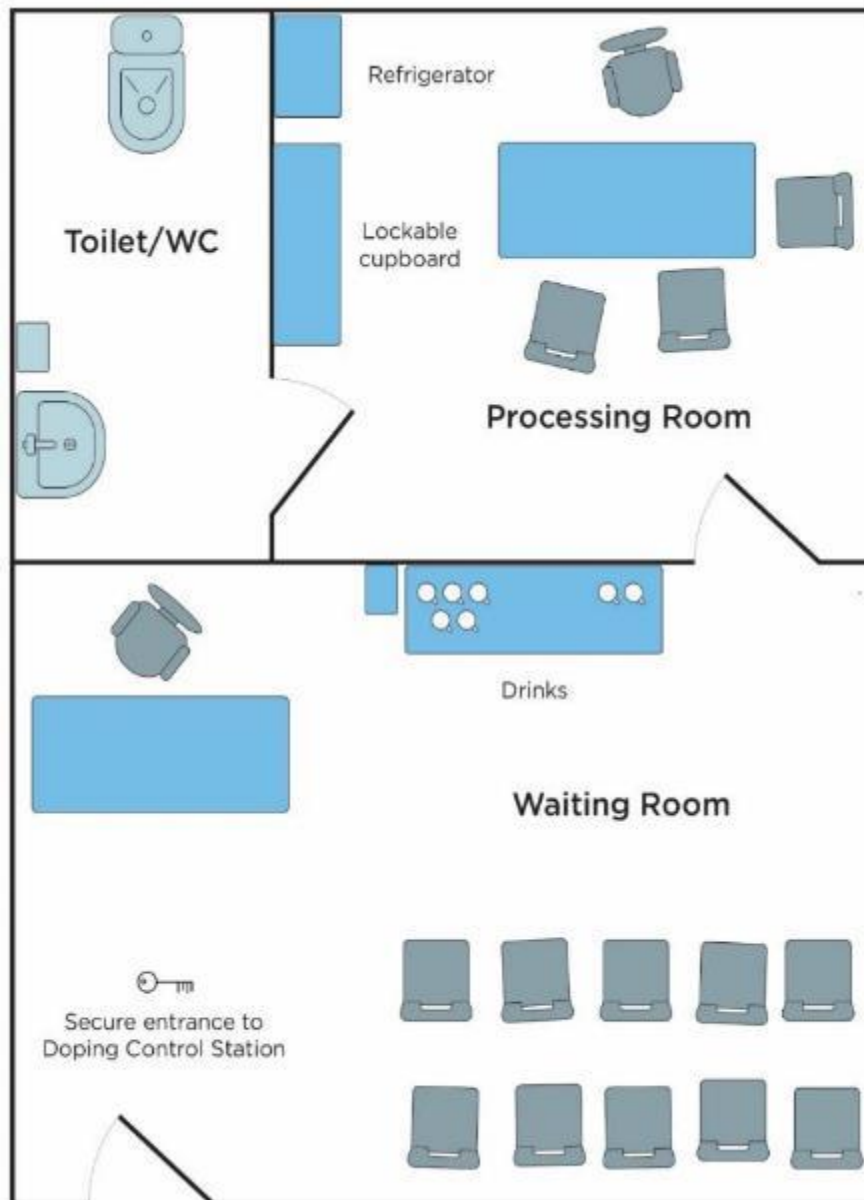 Refrigerator
Toilet/WC
Lockable
cupboard
Processing Room
Drinks
Waiting Room
Secure entrance to
Doping Control Station